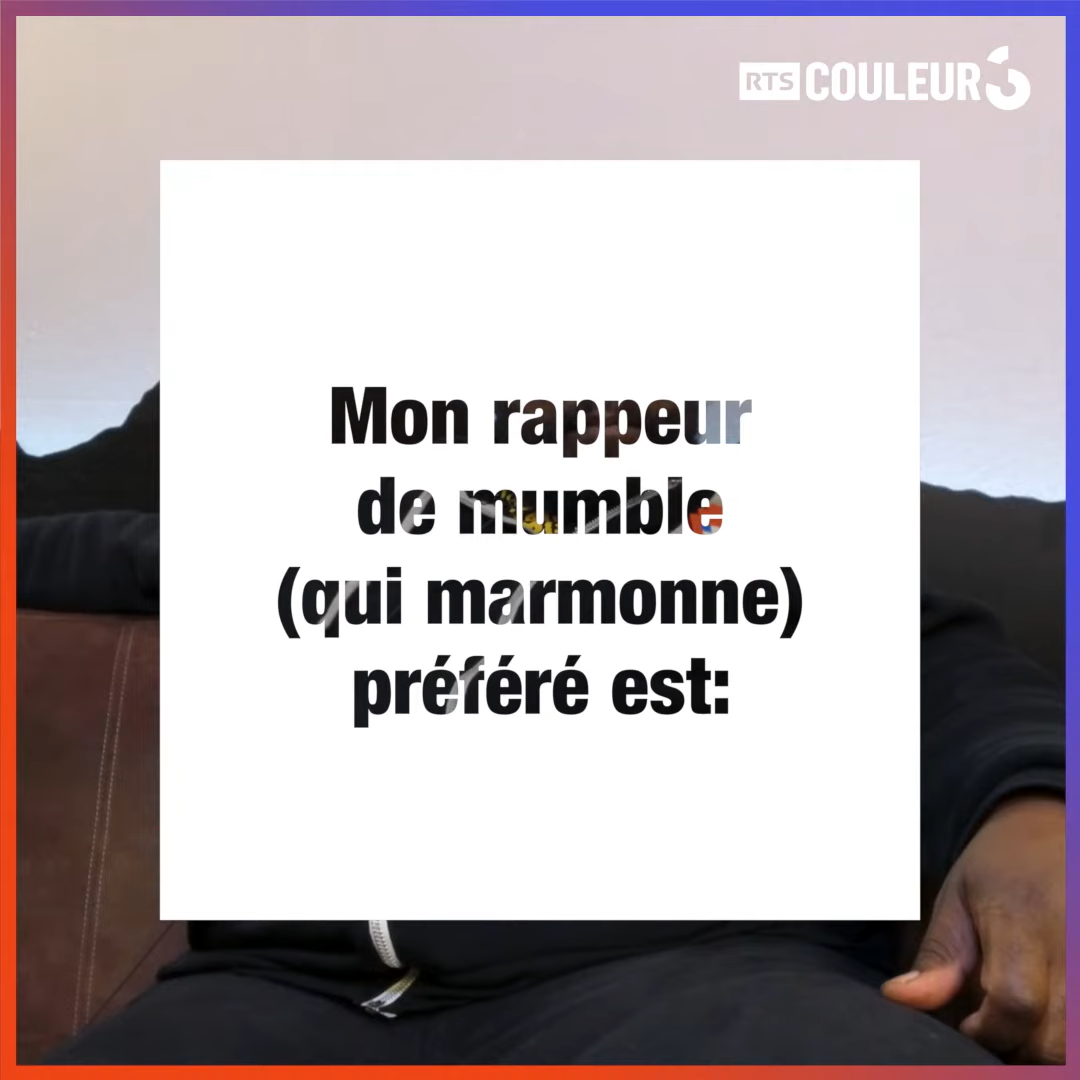 RTS COULEUR 3
Mon rappeur
de mumble
(qui marmonne)
préféré est: